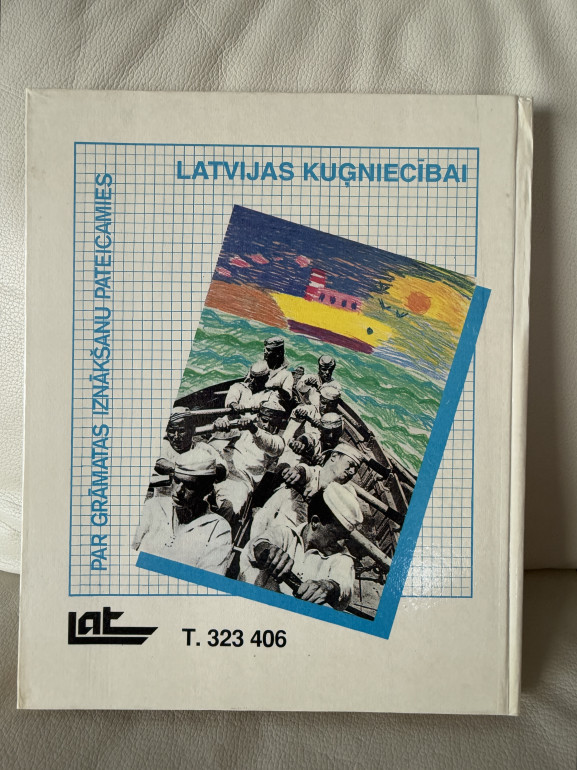 PAR GRĀMATAS IZNĀKŠANU PATEICAMIES
LATVIJAS KUĢNIECĪBAI
Lat
T. 323 406